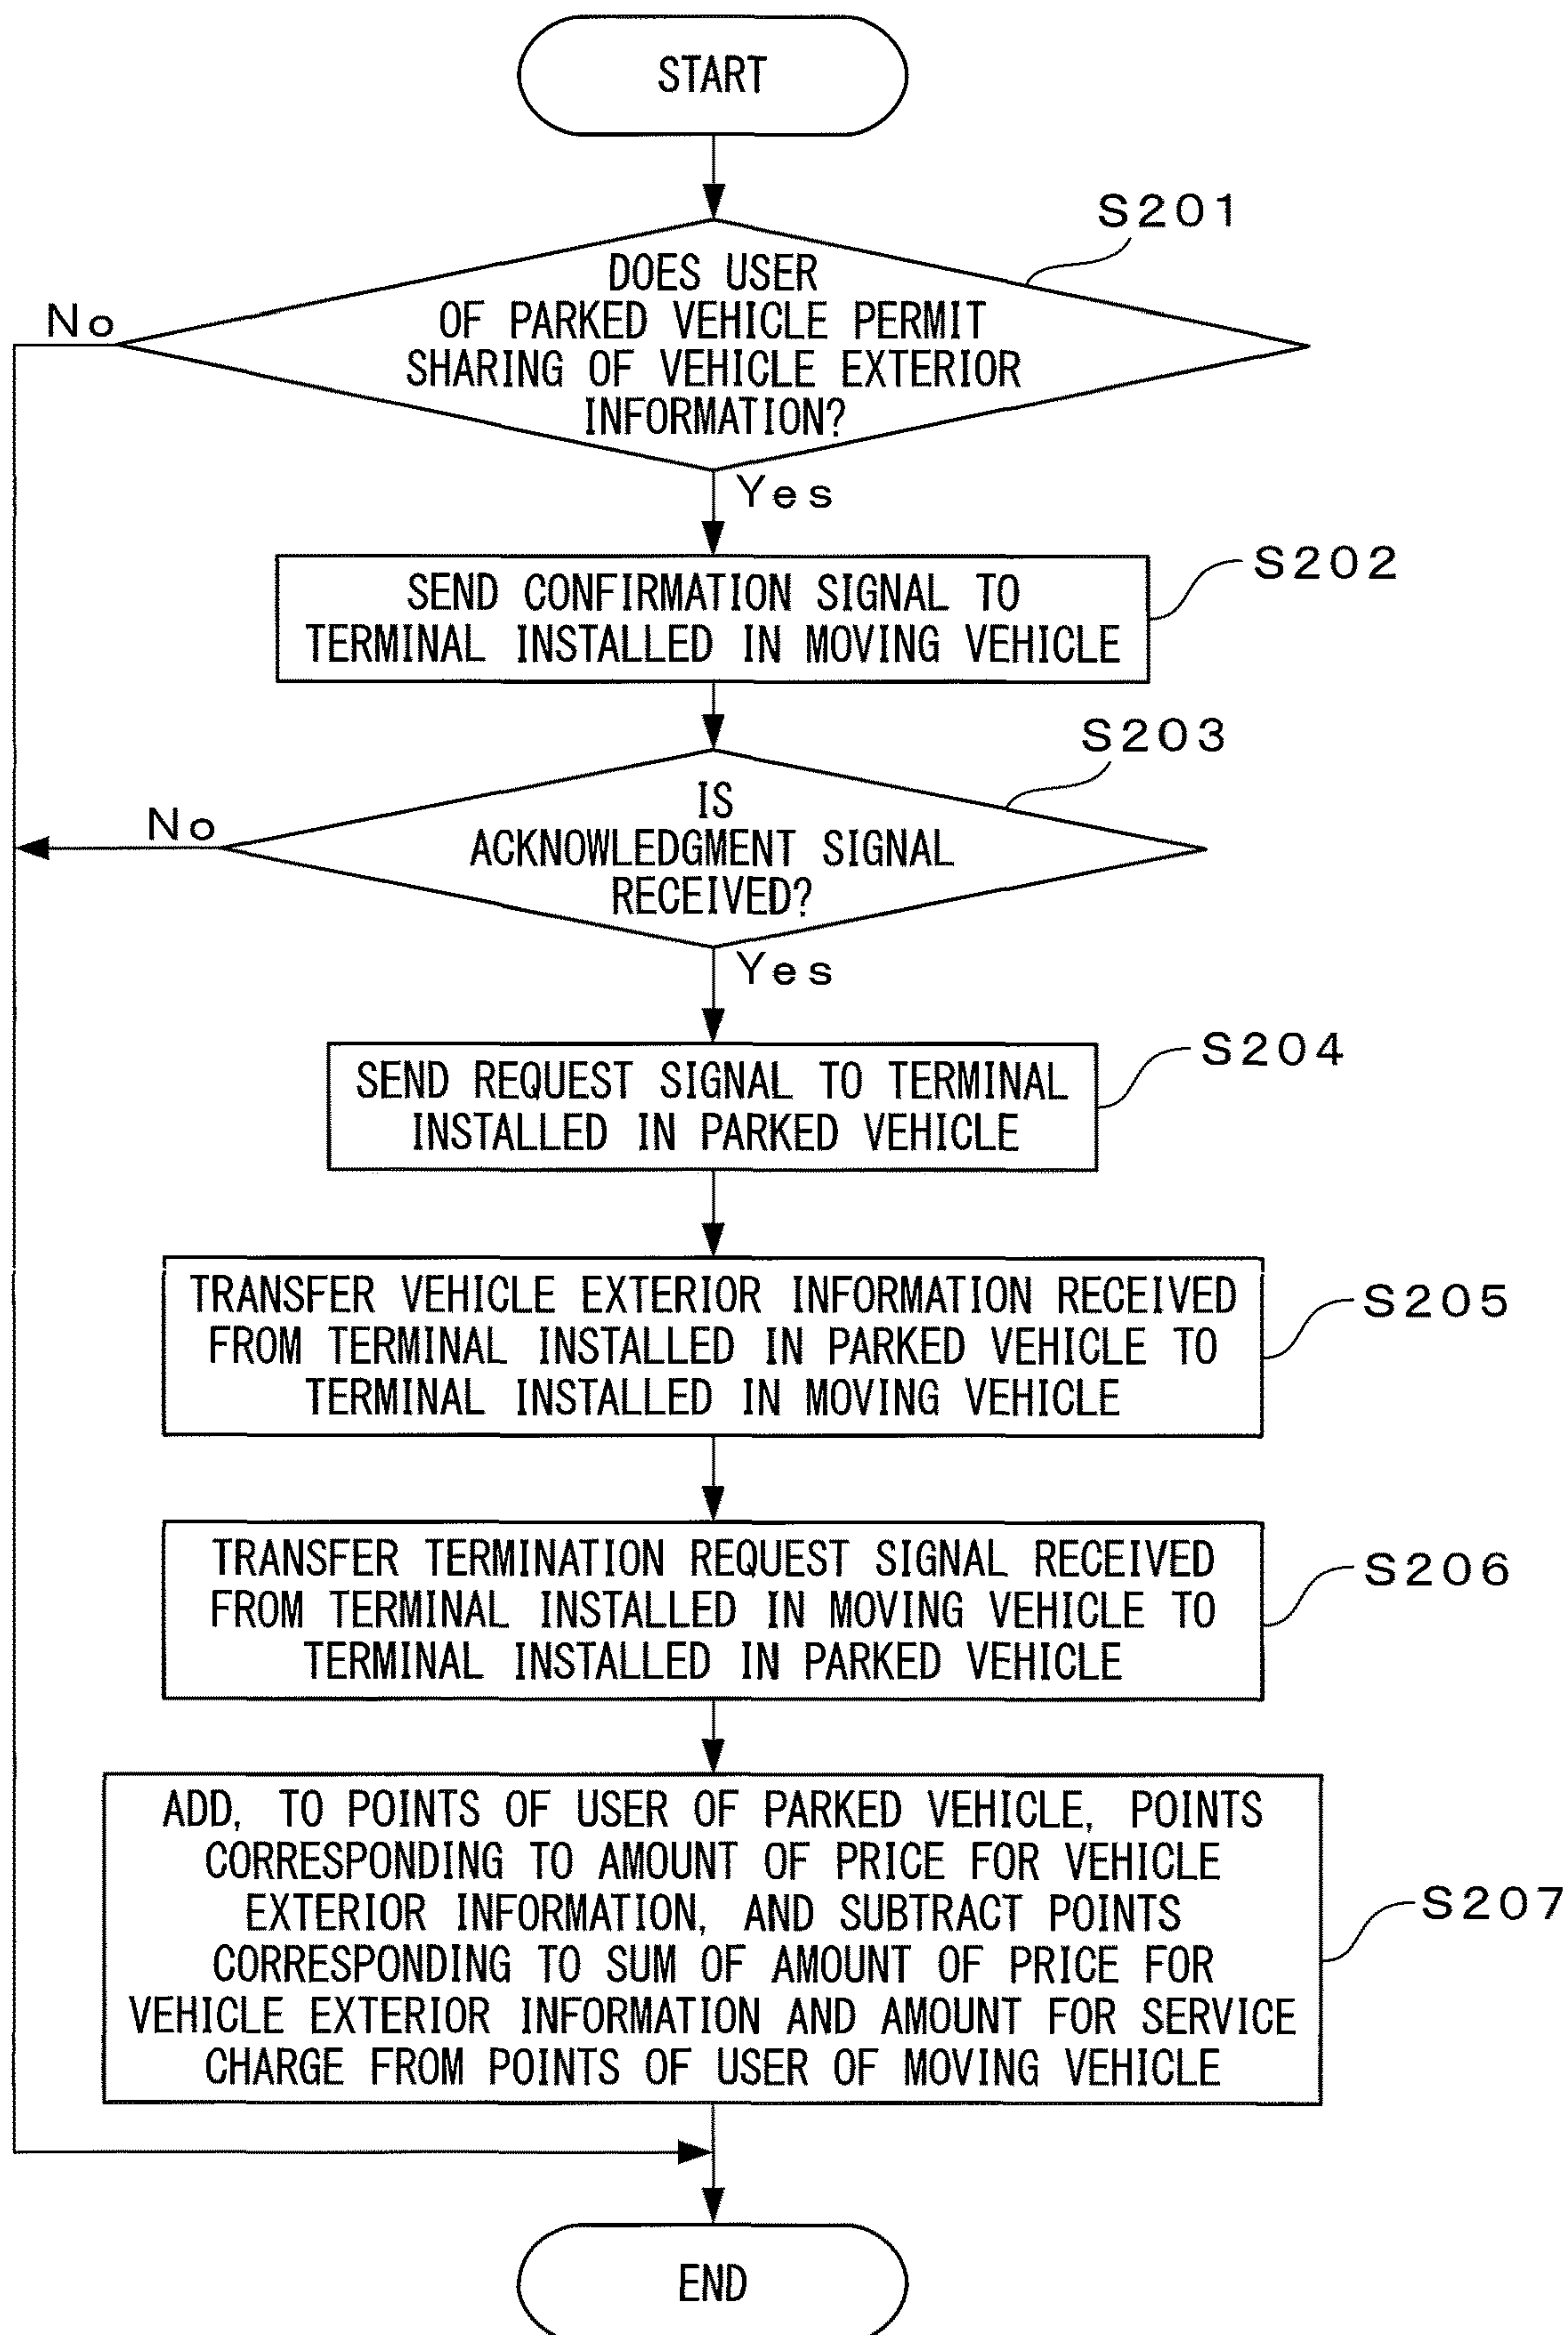 START
S201
DOES USER
OF PARKED VEHICLE PERMIT
SHARING OF VEHICLE EXTERIOR
INFORMATION?
No
Yes
S202
SEND CONFIRMATION SIGNAL TO
TERMINAL INSTALLED IN MOVING VEHICLE
S203
IS
ACKNOWLEDGMENT SIGNAL
RECEIVED?
No
Yes
S204
SEND REQUEST SIGNAL TO TERMINAL
INSTALLED IN PARKED VEHICLE
S205
TRANSFER VEHICLE EXTERIOR INFORMATION RECEIVED
FROM TERMINAL INSTALLED IN PARKED VEHICLE TO
TERMINAL INSTALLED IN MOVING VEHICLE
S206
TRANSFER TERMINATION REQUEST SIGNAL RECEIVED
FROM TERMINAL INSTALLED IN MOVING VEHICLE TO
TERMINAL INSTALLED IN PARKED VEHICLE
S207
ADD, TO POINTS OF USER OF PARKED VEHICLE, POINTS
CORRESPONDING TO AMOUNT OF PRICE FOR VEHICLE
EXTERIOR INFORMATION, AND SUBTRACT POINTS
CORRESPONDING TO SUM OF AMOUNT OF PRICE FOR
VEHICLE EXTERIOR INFORMATION AND AMOUNT FOR SERVICE
CHARGE FROM POINTS OF USER OF MOVING VEHICLE
END